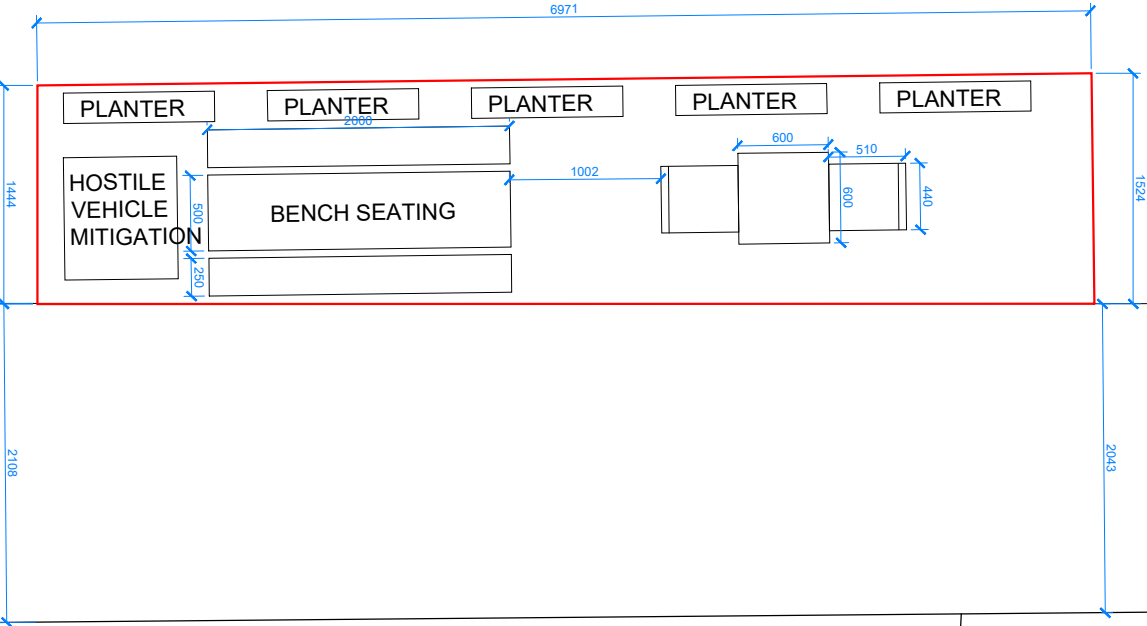 6971
PLANTER
PLANTER
PLANTER
PLANTER
PLANTER
2000
600
510
1002
1444
1524
HOSTILE
VEHICLE
MITIGATION
500
BENCH SEATING
600
440
250
2108
2043